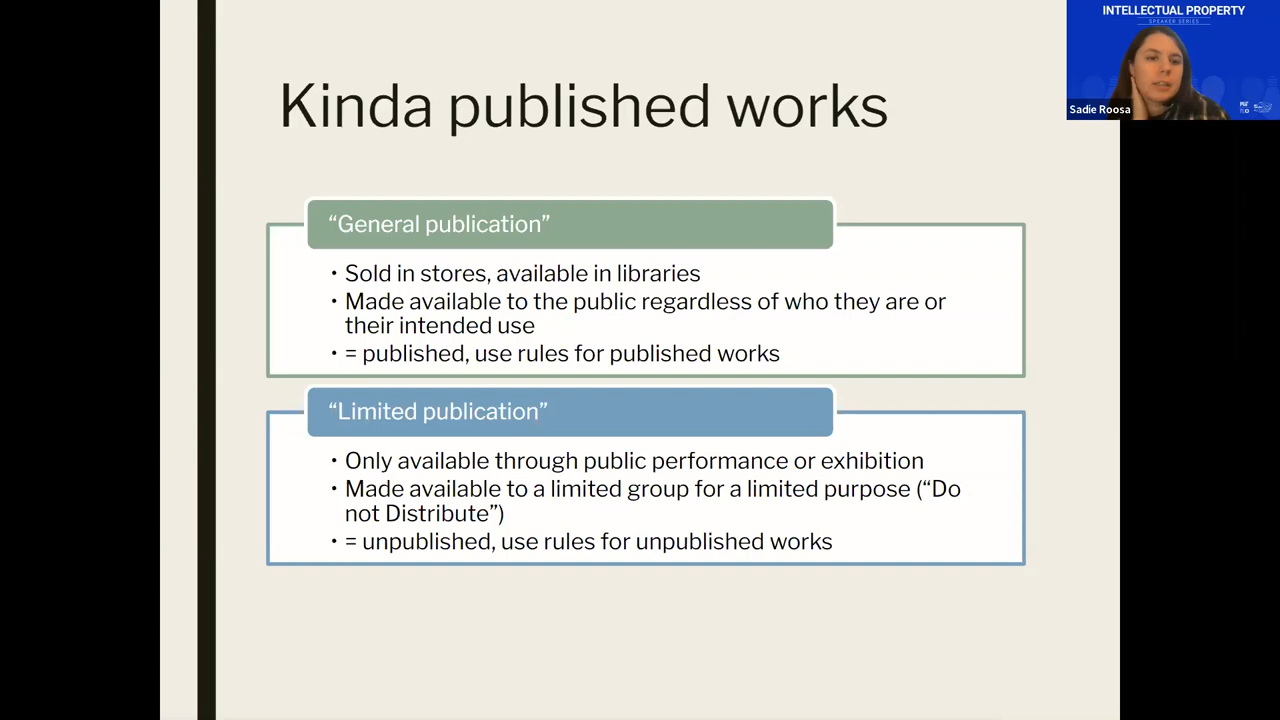 INTELLECTUAL PROPERTY
SPEAKER SERIES
Sadie Roosa
Kinda published works
“General publication”
• Sold in stores, available in libraries
• Made available to the public regardless of who they are or
their intended use
• = published, use rules for published works
“Limited publication”
• Only available through public performance or exhibition
• Made available to a limited group for a limited purpose (“Do
not Distribute”)
• = unpublished, use rules for unpublished works